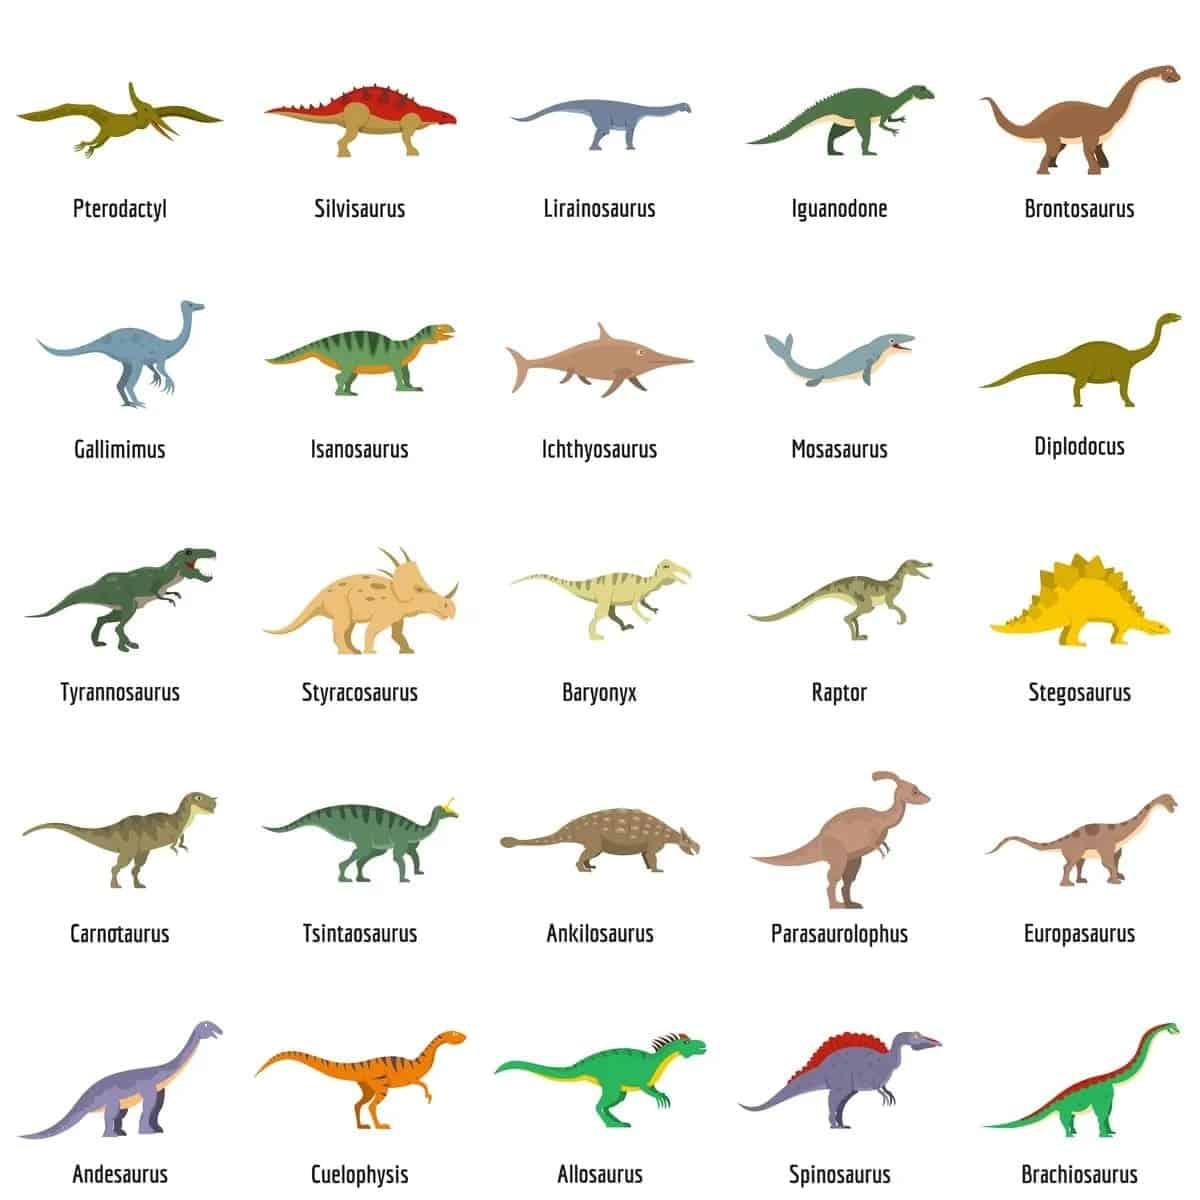 Pterodactyl Silvisaurus Lirainosaurus Iguanodone Brontosaurus
Gallimimus Isanosaurus Ichthyosaurus Mosasaurus Diplodocus
Tyrannosaurus Styracosaurus Baryonyx Raptor Stegosaurus
Carnotaurus Tsintaosaurus Ankilosaurus Parasaurolophus Europasaurus
Andesaurus Cuelophysis Allosaurus Spinosaurus Brachiosaurus